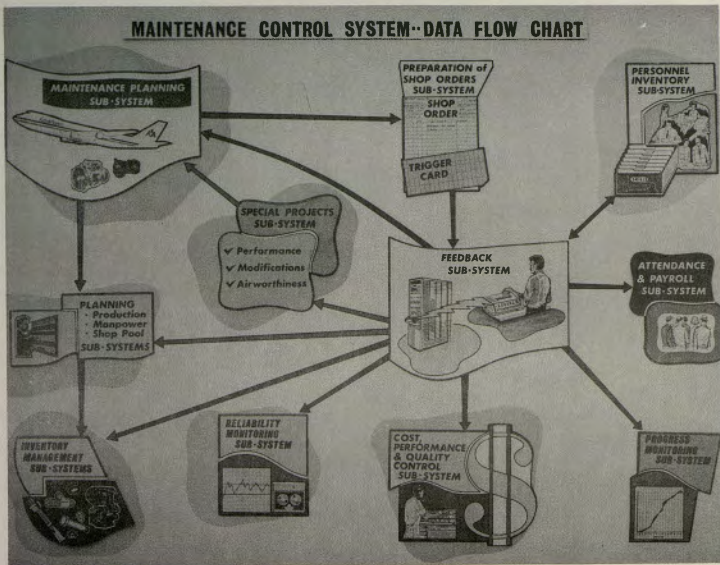 MAINTENANCE CONTROL SYSTEM··DATA FLOW CHART
MAINTENANCE PLANNING
SUB·SYSTEM
PREPARATION of
SHOP ORDERS
SUB·SYSTEM
SHOP
ORDER
TRIGGER
CARD
PERSONNEL
INVENTORY
SUB·SYSTEM
SPECIAL PROJECTS
SUB·SYSTEM
✓ Performance
✓ Modifications
✓ Airworthiness
FEEDBACK
SUB·SYSTEM
ATTENDANCE
& PAYROLL
SUB·SYSTEM
PLANNING
· Production
· Manpower
· Shop Pool
SUB·SYSTEMS
INVENTORY
MANAGEMENT
SUB·SYSTEMS
RELIABILITY
MONITORING
SUB·SYSTEM
COST,
PERFORMANCE
& QUALITY
CONTROL
SUB·SYSTEM
PROGRESS
MONITORING
SUB·SYSTEM